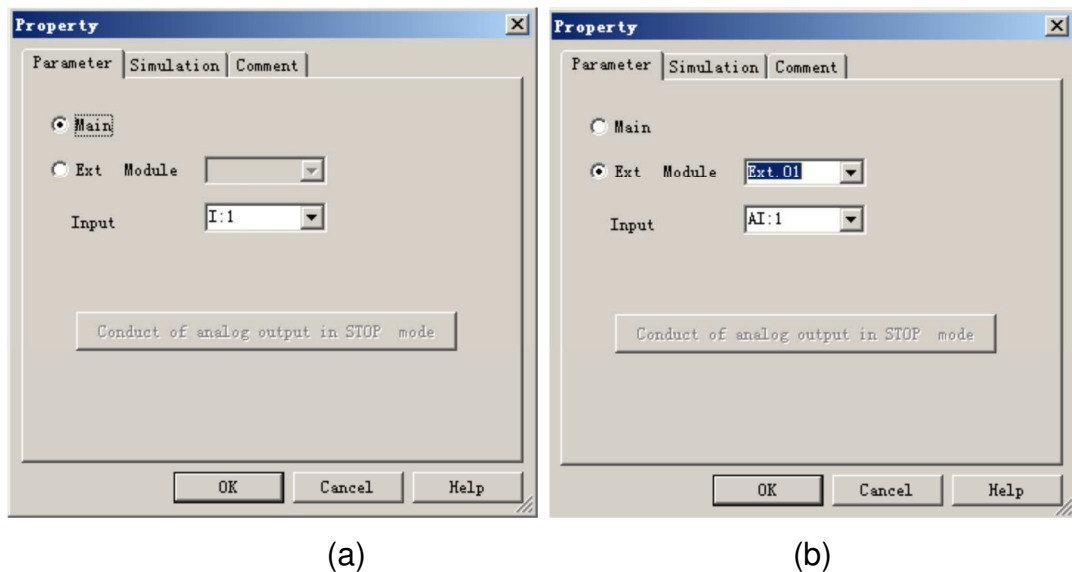 Property
Parameter Simulation Comment
Main
Ext Module
Input I:1
Conduct of analog output in STOP mode
OK Cancel Help
(a)
Property
Parameter Simulation Comment
Main
Ext Module Ext.01
Input AI:1
Conduct of analog output in STOP mode
OK Cancel Help
(b)